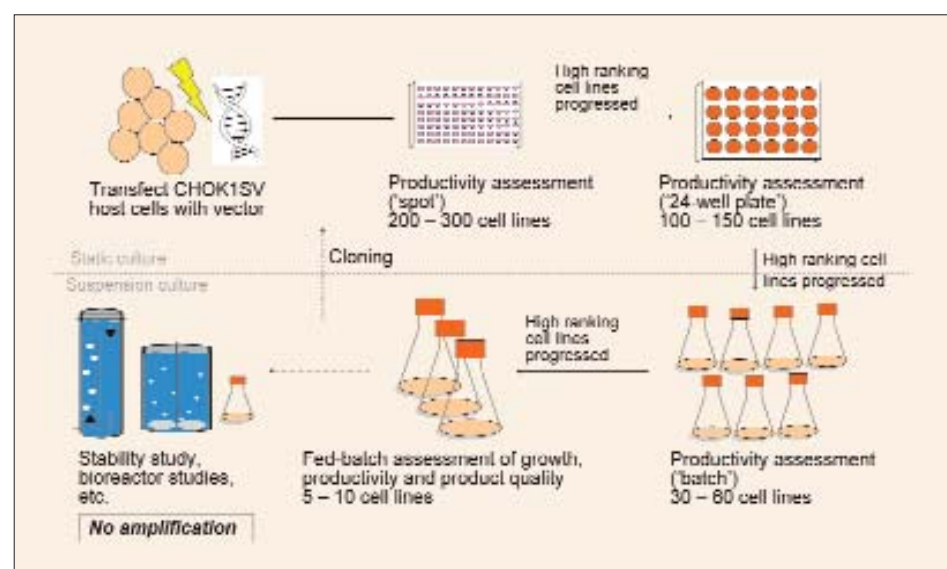 High ranking
cell lines
progressed
Transfect CHOK1SV
host cells with vector
Productivity assessment
('spot')
200 – 300 cell lines
Productivity assessment
('24-well plate')
100 – 150 cell lines
Static culture
Cloning
High ranking cell
lines progressed
Suspension culture
High ranking
cell lines
progressed
Stability study,
bioreactor studies,
etc.
No amplification
Fed-batch assessment of growth,
productivity and product quality
5 – 10 cell lines
Productivity assessment
('batch')
30 – 60 cell lines